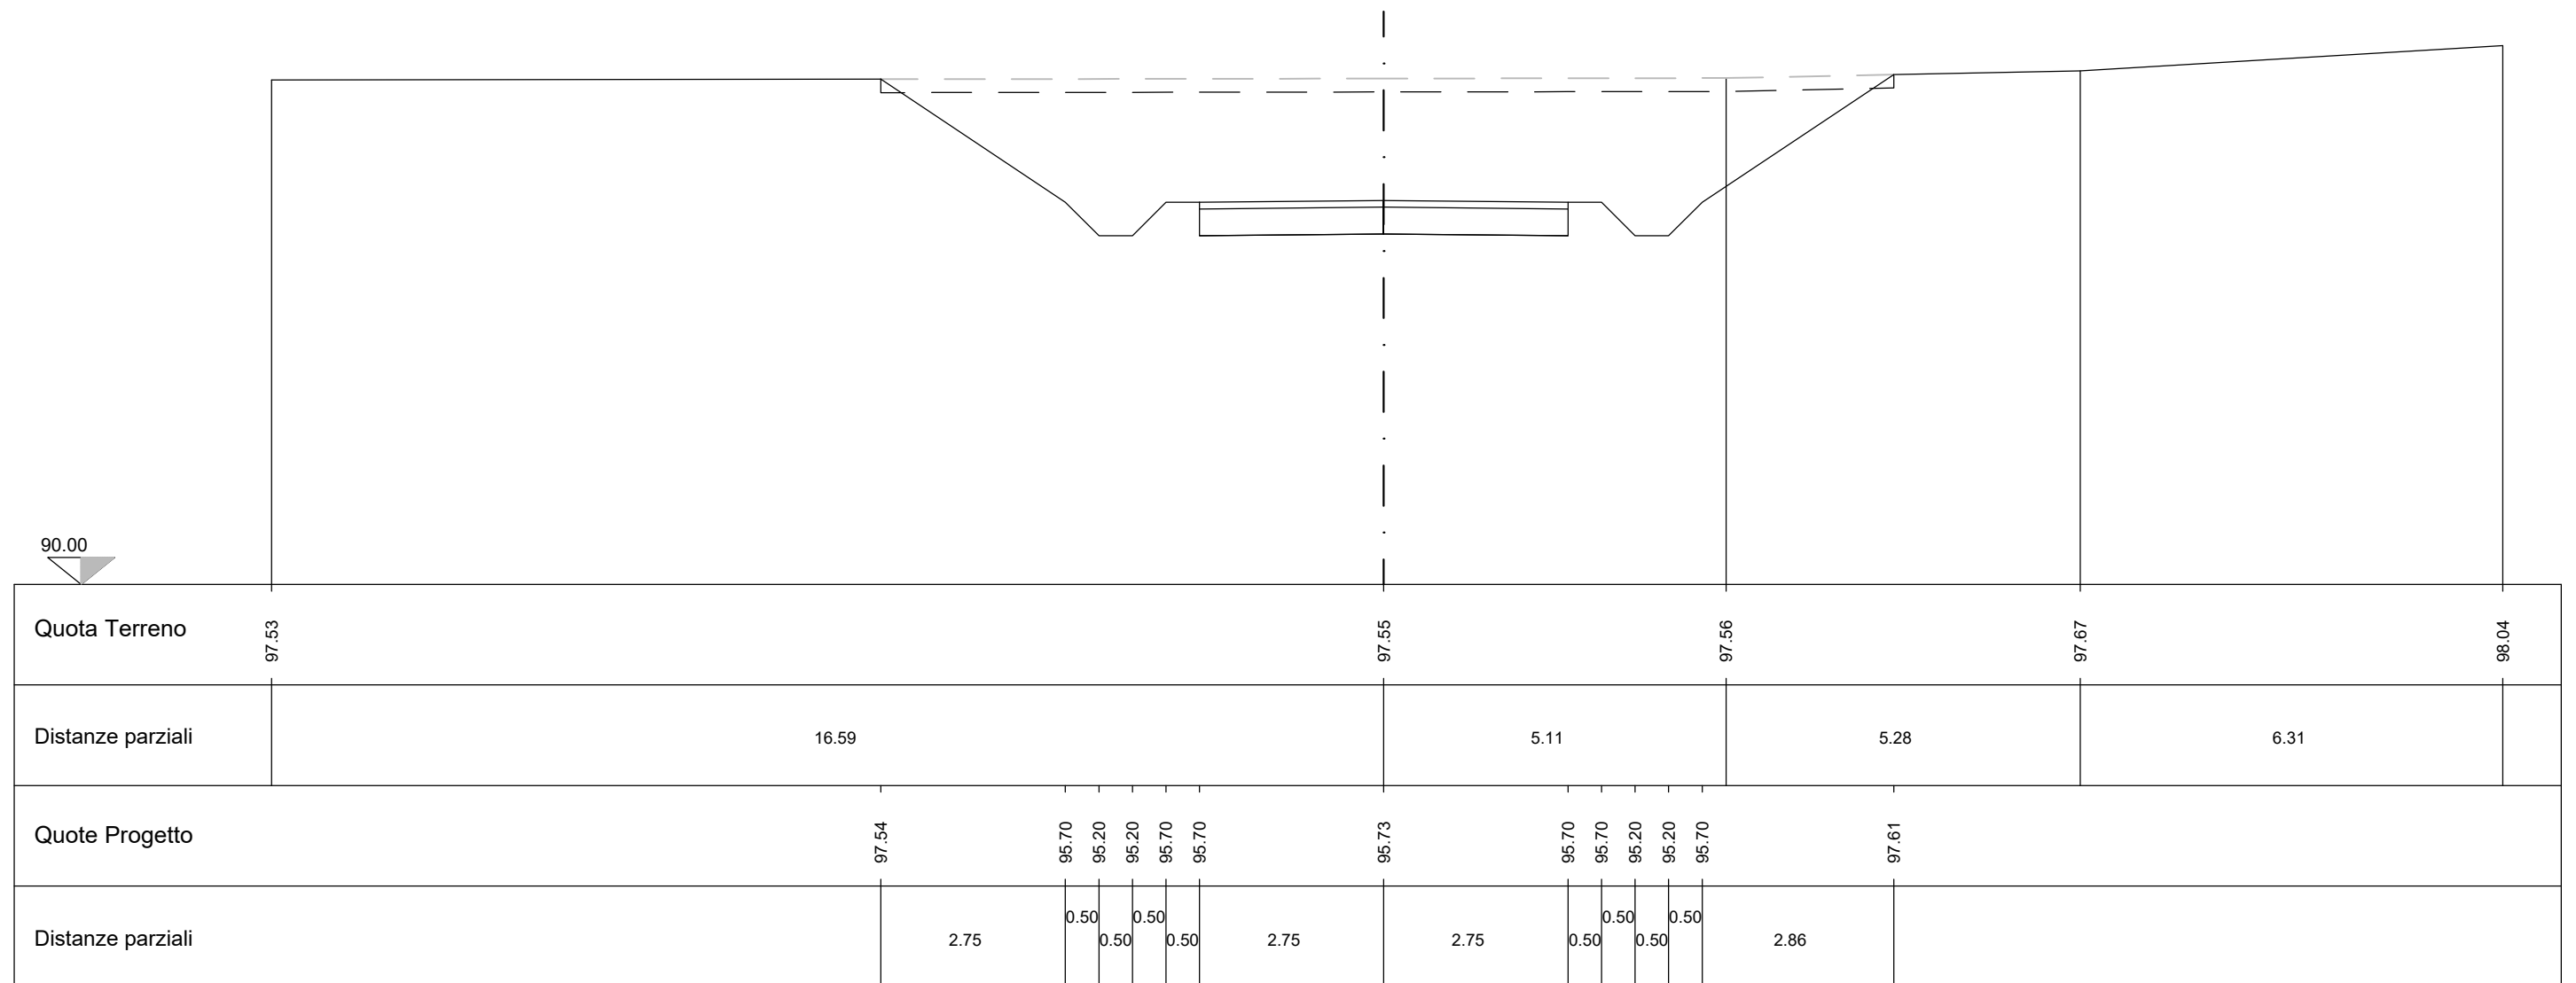 90.00
Quota Terreno 97.53 97.55 97.56 97.67 98.04
Distanze parziali 16.59 5.11 5.28 6.31
Quote Progetto 97.54 95.70 95.20 95.20 95.70 95.70 95.73 95.70 95.70 95.20 95.20 95.70 97.61
Distanze parziali 2.75 0.50 0.50 0.50 0.50 2.75 2.75 0.50 0.50 0.50 0.50 2.86